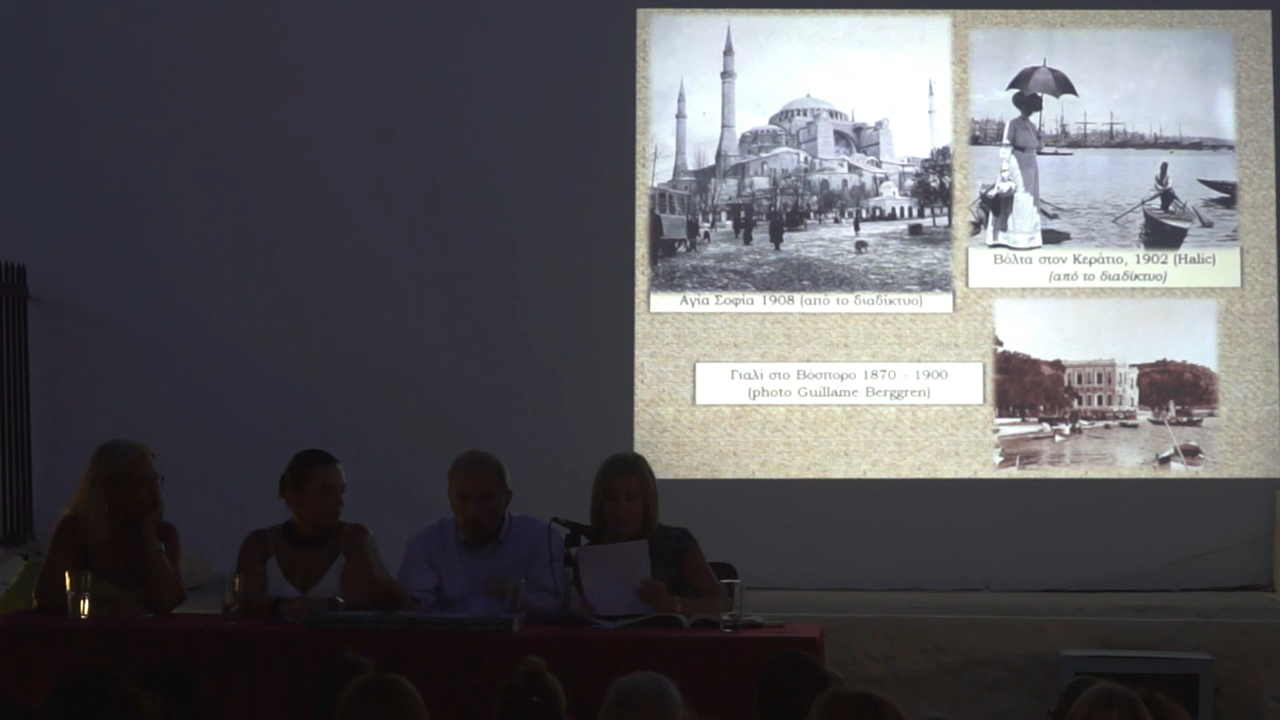 Αγία Σοφία 1908 (από το διαδίκτυο)
Βόλτα στον Κεράτιο, 1902 (Halic)
(από το διαδίκτυο)
Γιαλί στο Βόσπορο 1870 - 1900
(photo Guillame Berggren)